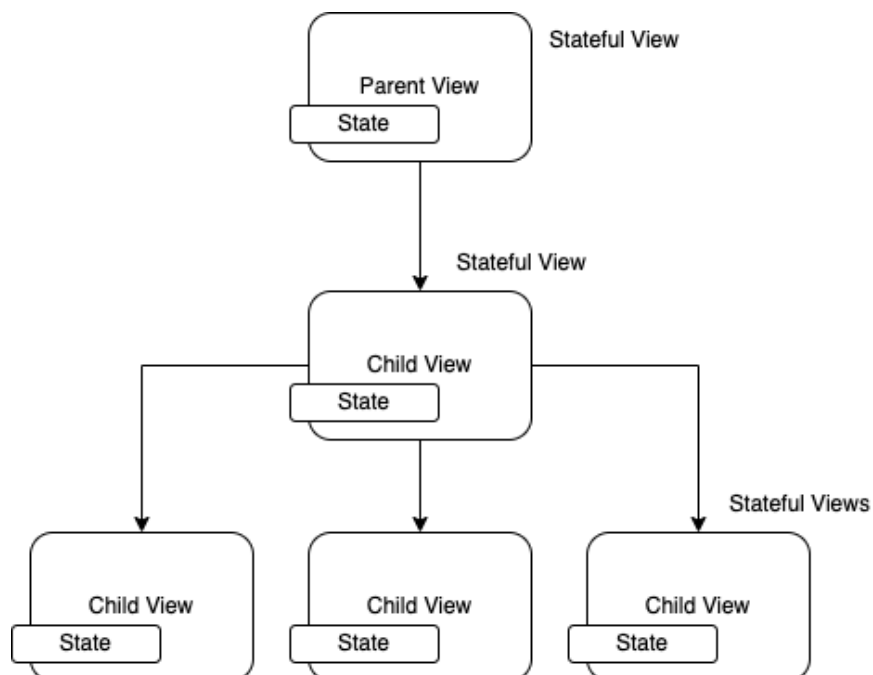 Stateful View
Parent View
State
Stateful View
Child View
State
Stateful Views
Child View
State
Child View
State
Child View
State